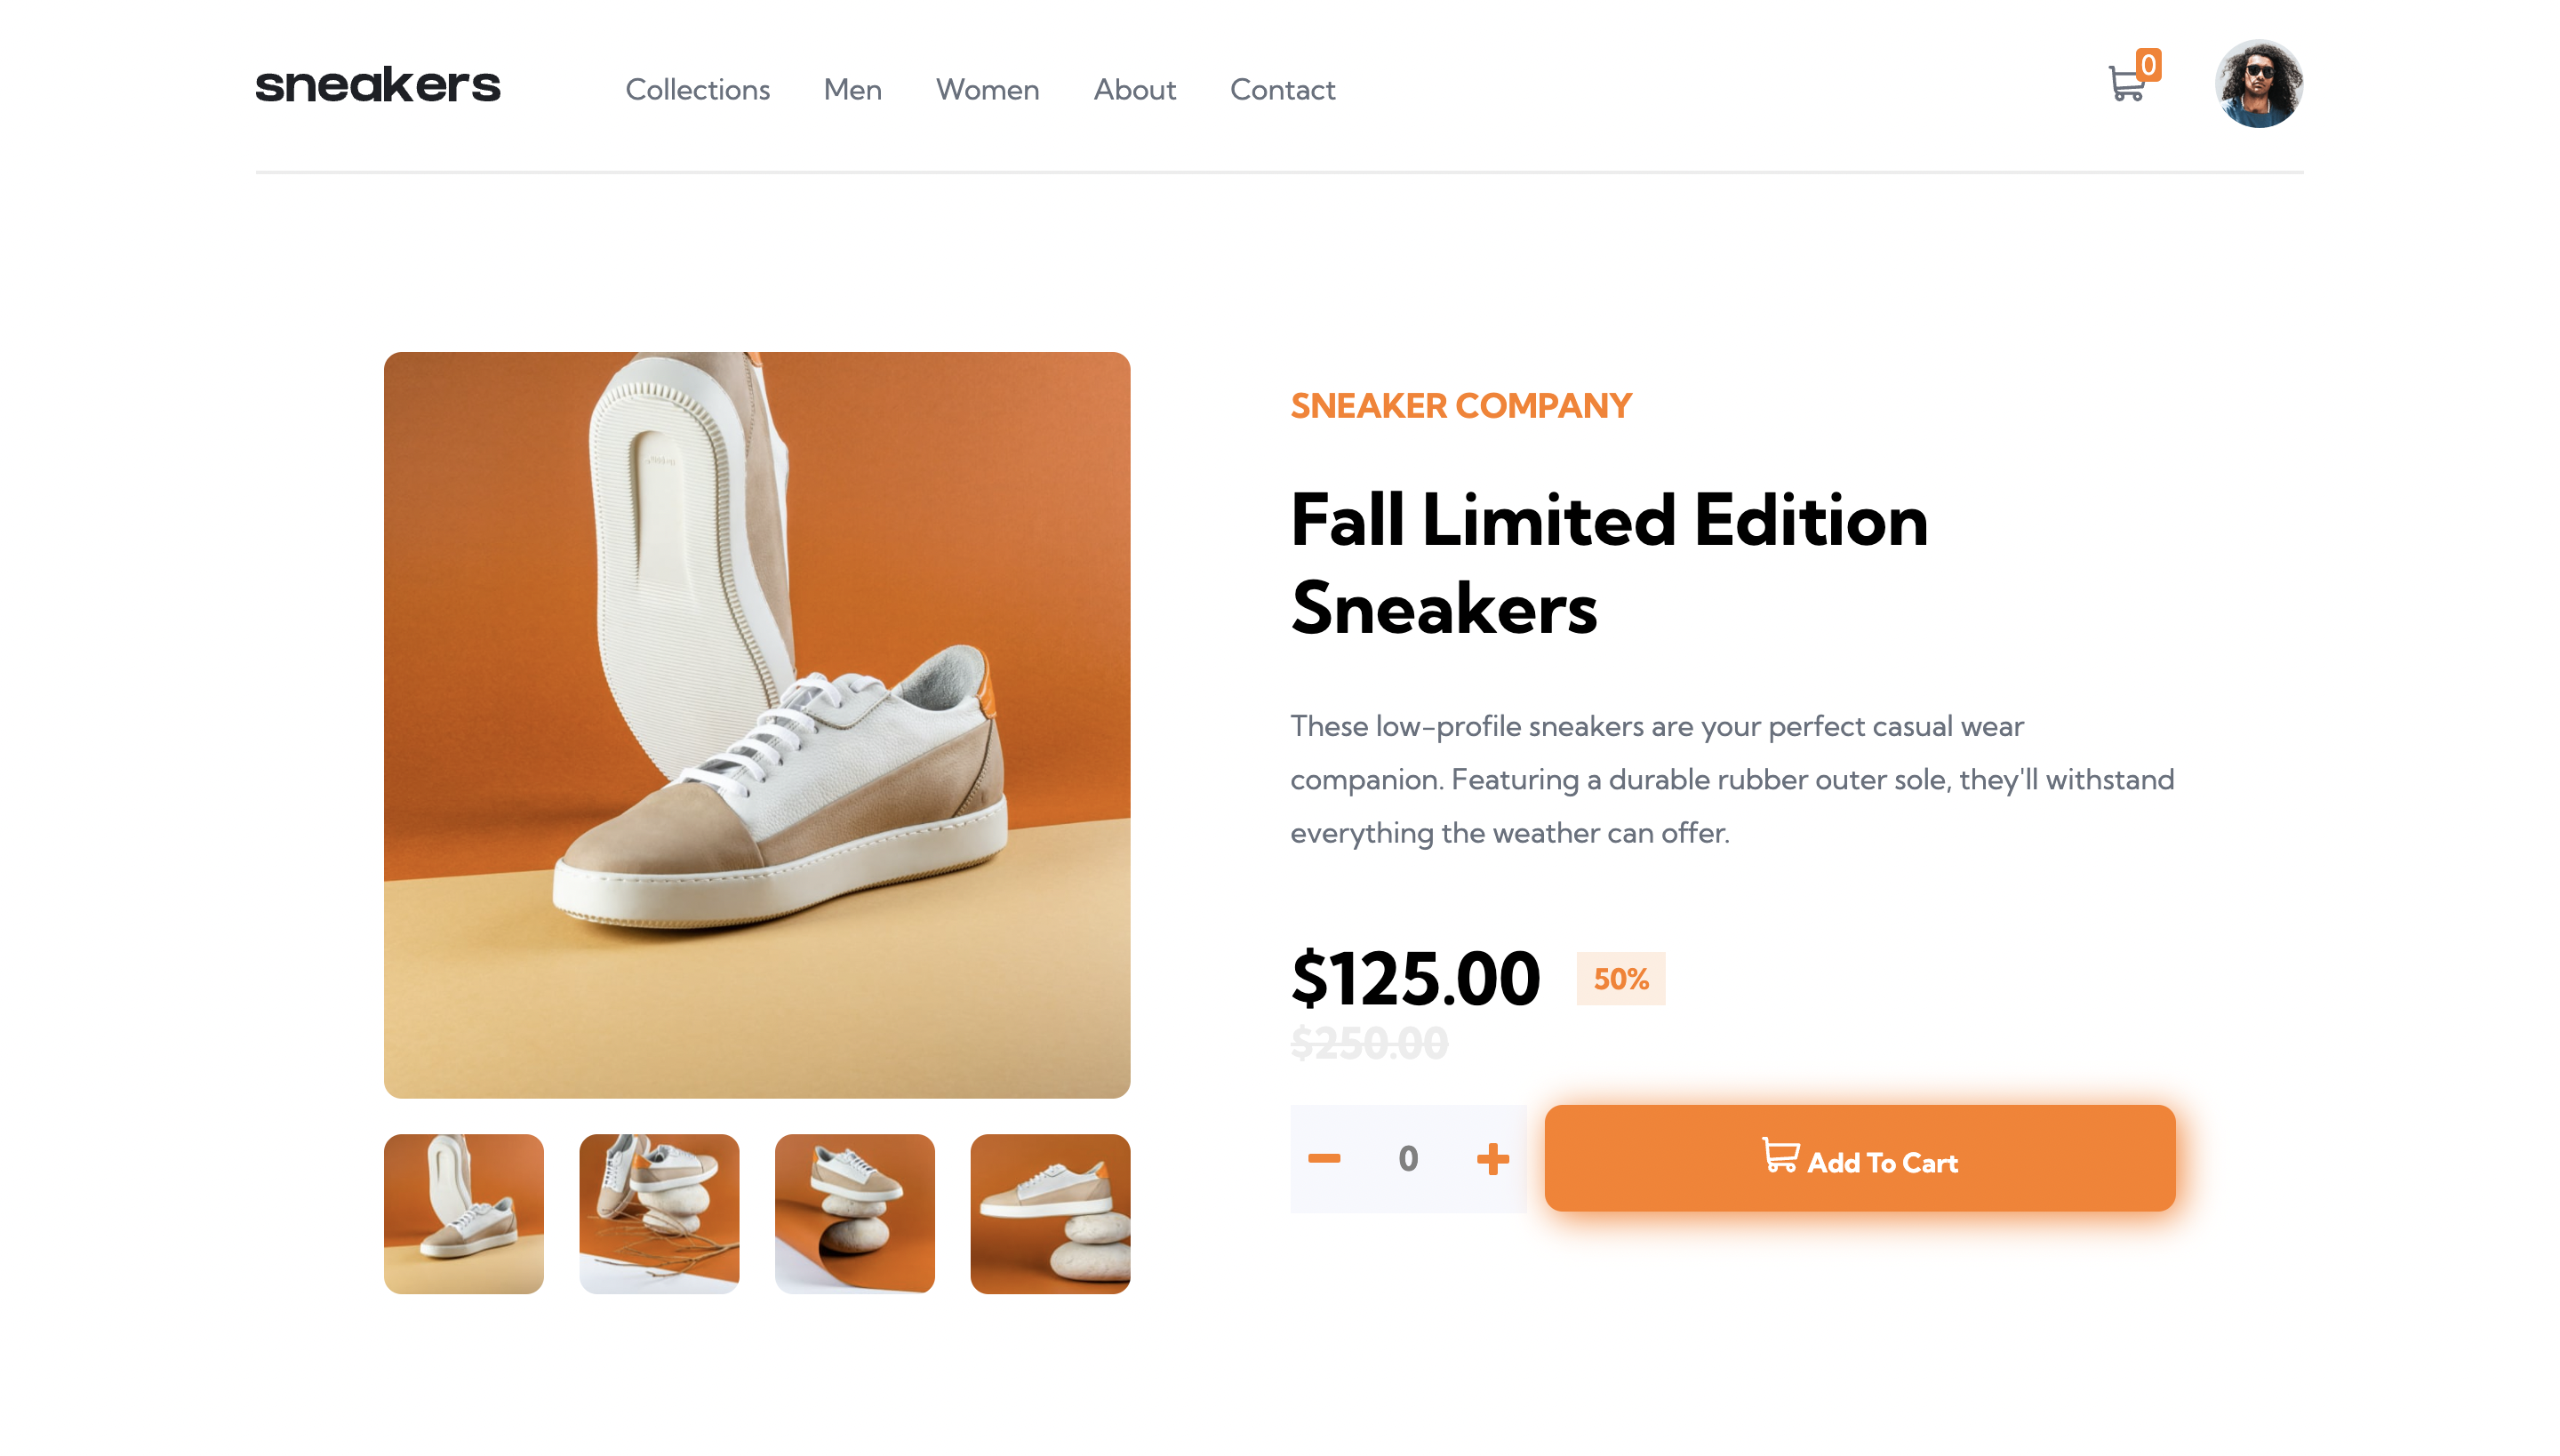 sneakers
Collections Men Women About Contact
0
SNEAKER COMPANY
Fall Limited Edition
Sneakers
These low-profile sneakers are your perfect casual wear
companion. Featuring a durable rubber outer sole, they'll withstand
everything the weather can offer.
$125.00 50%
$250.00
0
Add To Cart